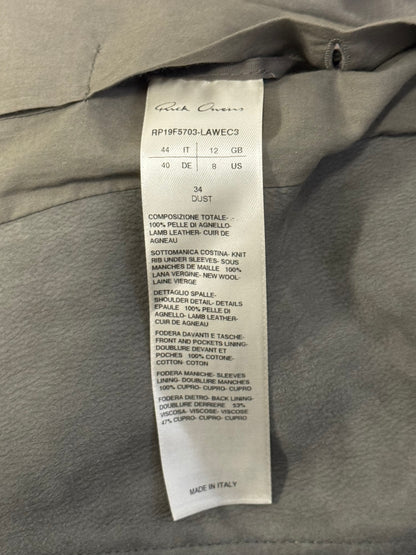 Rick Owens
RP19F5703-LAWEC3
44 IT 12 GB
40 DE 8 US
34
DUST
COMPOSIZIONE TOTALE- .-
100% PELLE DI AGNELLO-
LAMB LEATHER- CUIR DE
AGNEAU
SOTTOMANICA COSTINA- KNIT
RIB UNDER SLEEVES- SOUS
MANCHES DE MAILLE 100%
LANA VERGINE- NEW WOOL-
LAINE VIERGE
DETTAGLIO SPALLE-
SHOULDER DETAIL- DETAILS
EPAULE 100% PELLE DI
AGNELLO- LAMB LEATHER-
CUIR DE AGNEAU
FODERA DAVANTI E TASCHE-
FRONT AND POCKETS LINING-
DOUBLURE DEVANT ET
POCHES 100% COTONE-
COTTON- COTON
FODERA MANICHE- SLEEVES
LINING- DOUBLURE MANCHES
100% CUPRO- CUPRO- CUPRO
FODERA DIETRO- BACK LINING-
DOUBLURE DERRIERE 53%
VISCOSA- VISCOSE- VISCOSE
47% CUPRO- CUPRO- CUPRO
MADE IN ITALY